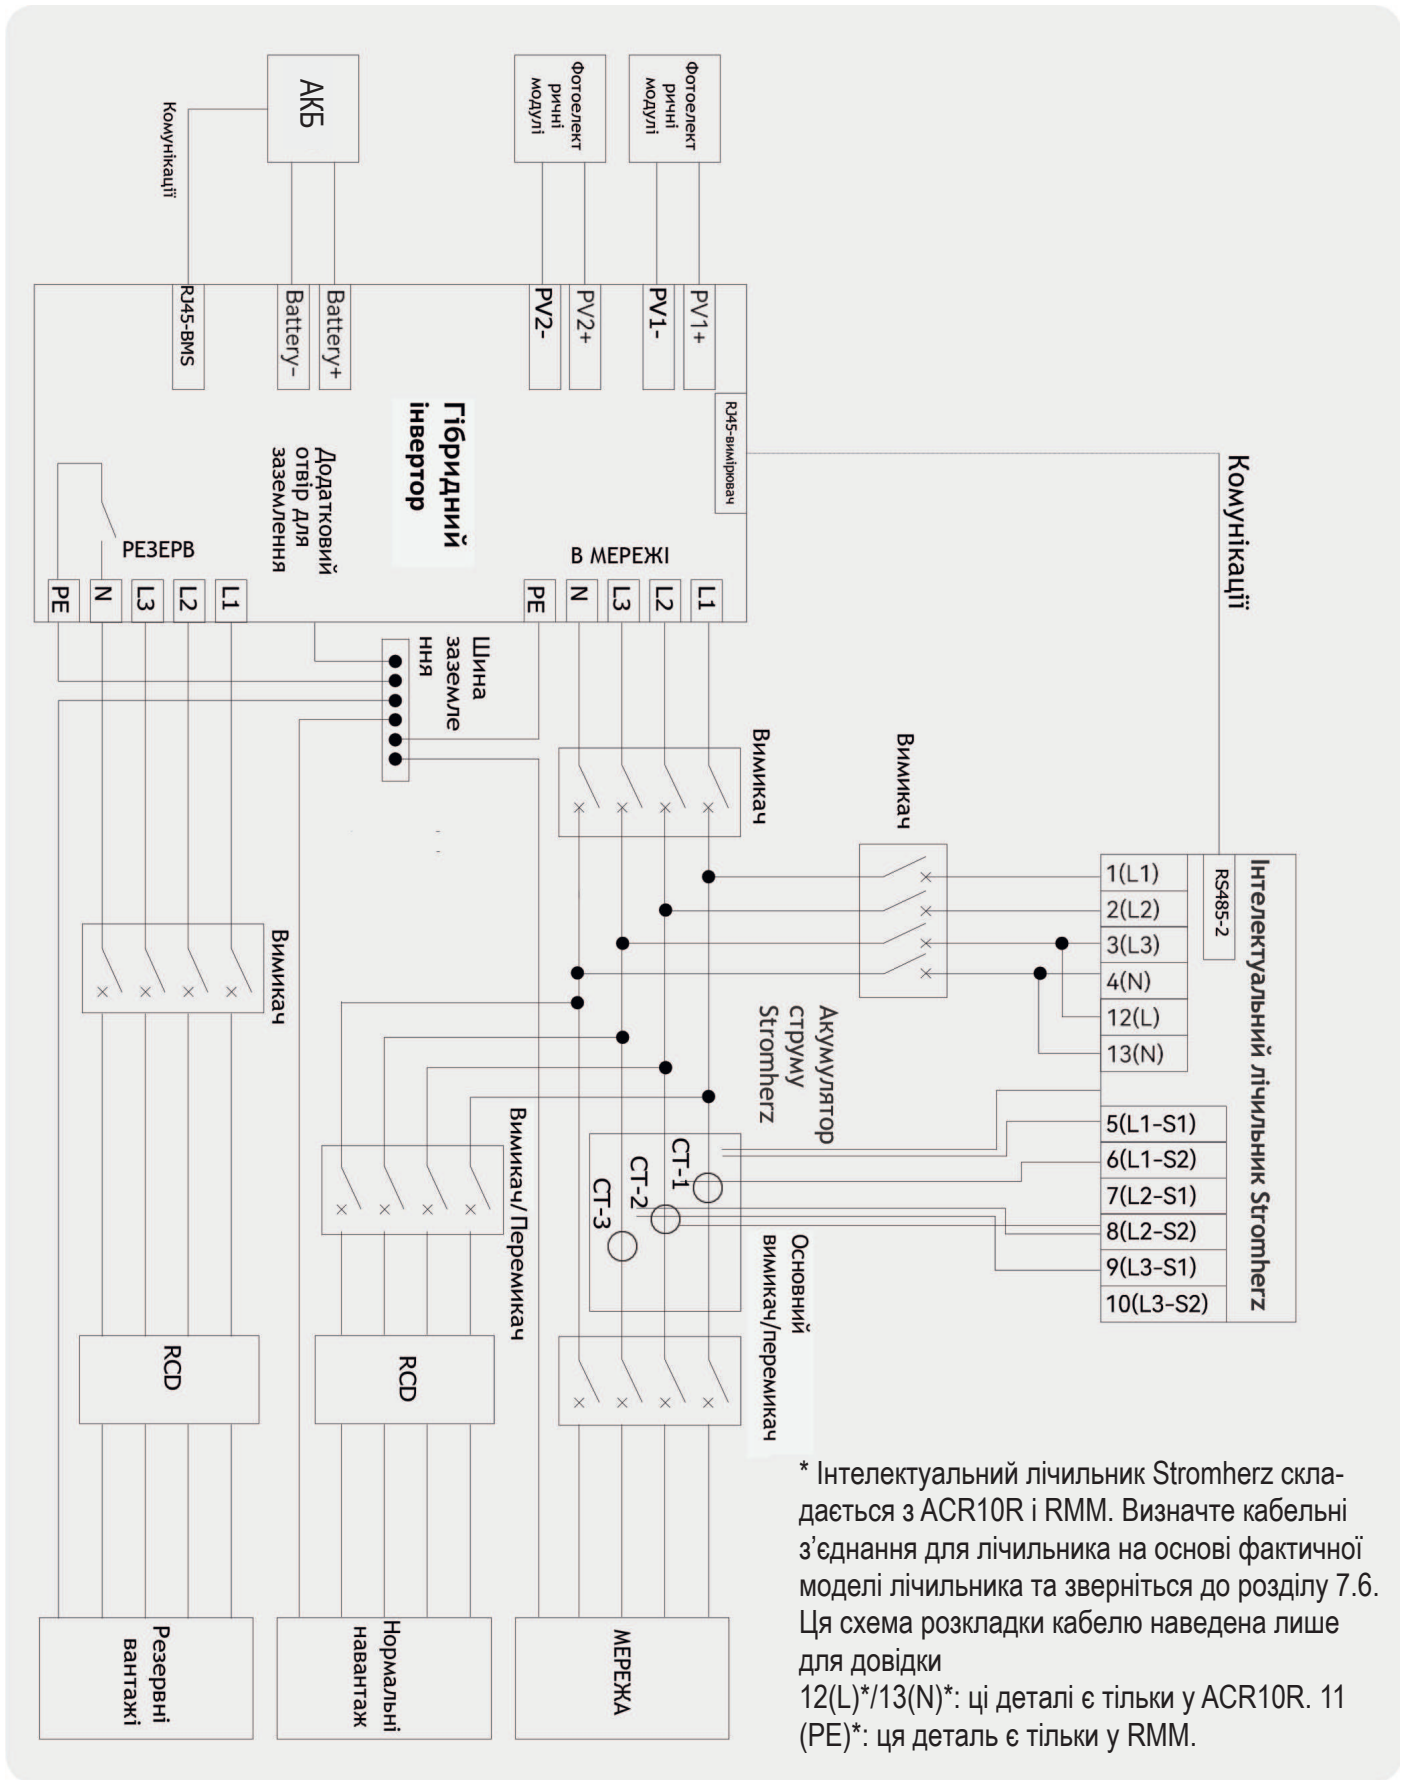 АКБ
Фотоелект
ричні
модулі
Фотоелект
ричні
модулі
Комунікації
RJ45-BMS
Battery-
Battery+
PV2-
PV2+
PV1-
PV1+
RJ45-вимірювач
Гібридний
інвертор
Додатковий
отвір для
заземлення
Комунікації
РЕЗЕРВ
В МЕРЕЖІ
PE
N
L3
L2
L1
PE
N
L3
L2
L1
Шина
заземле
ння
Вимикач
Вимикач
Вимикач
Інтелектуальний лічильник Stromherz
RS485-2
1(L1)
2(L2)
3(L3)
4(N)
12(L)
13(N)
5(L1-S1)
6(L1-S2)
7(L2-S1)
8(L2-S2)
9(L3-S1)
10(L3-S2)
Акумулятор
струму
Stromherz
CT-1
CT-2
CT-3
Вимикач/Перемикач
Основний
вимикач/перемикач
RCD
RCD
Резервні
вантажі
Нормальні
навантаж
МЕРЕЖА
* Інтелектуальний лічильник Stromherz скла-
дається з ACR10R і RMM. Визначте кабельні
з’єднання для лічильника на основі фактичної
моделі лічильника та зверніться до розділу 7.6.
Ця схема розкладки кабелю наведена лише
для довідки
12(L)*/13(N)*: ці деталі є тільки у ACR10R. 11
(PE)*: ця деталь є тільки у RMM.